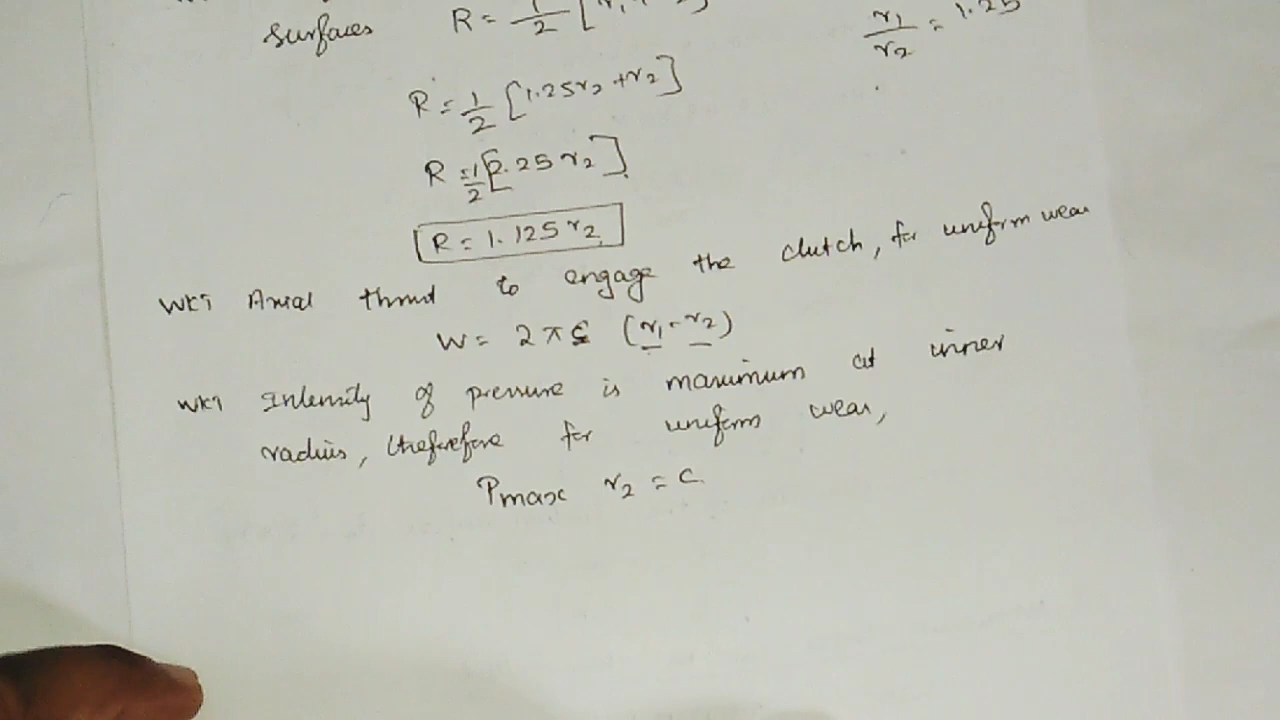 surfaces R = 1/2 [r1
r1/r2 = 1.25
R = 1/2 [1.25r2 + r2]
R = 1/2 [2.25 r2]
R = 1.125 r2
WKT Axial thrust to engage the clutch, for uniform wear
W = 2πC (r1 - r2)
WKT Intensity of pressure is maximum at inner
radius, therefore for uniform wear,
Pmax r2 = C